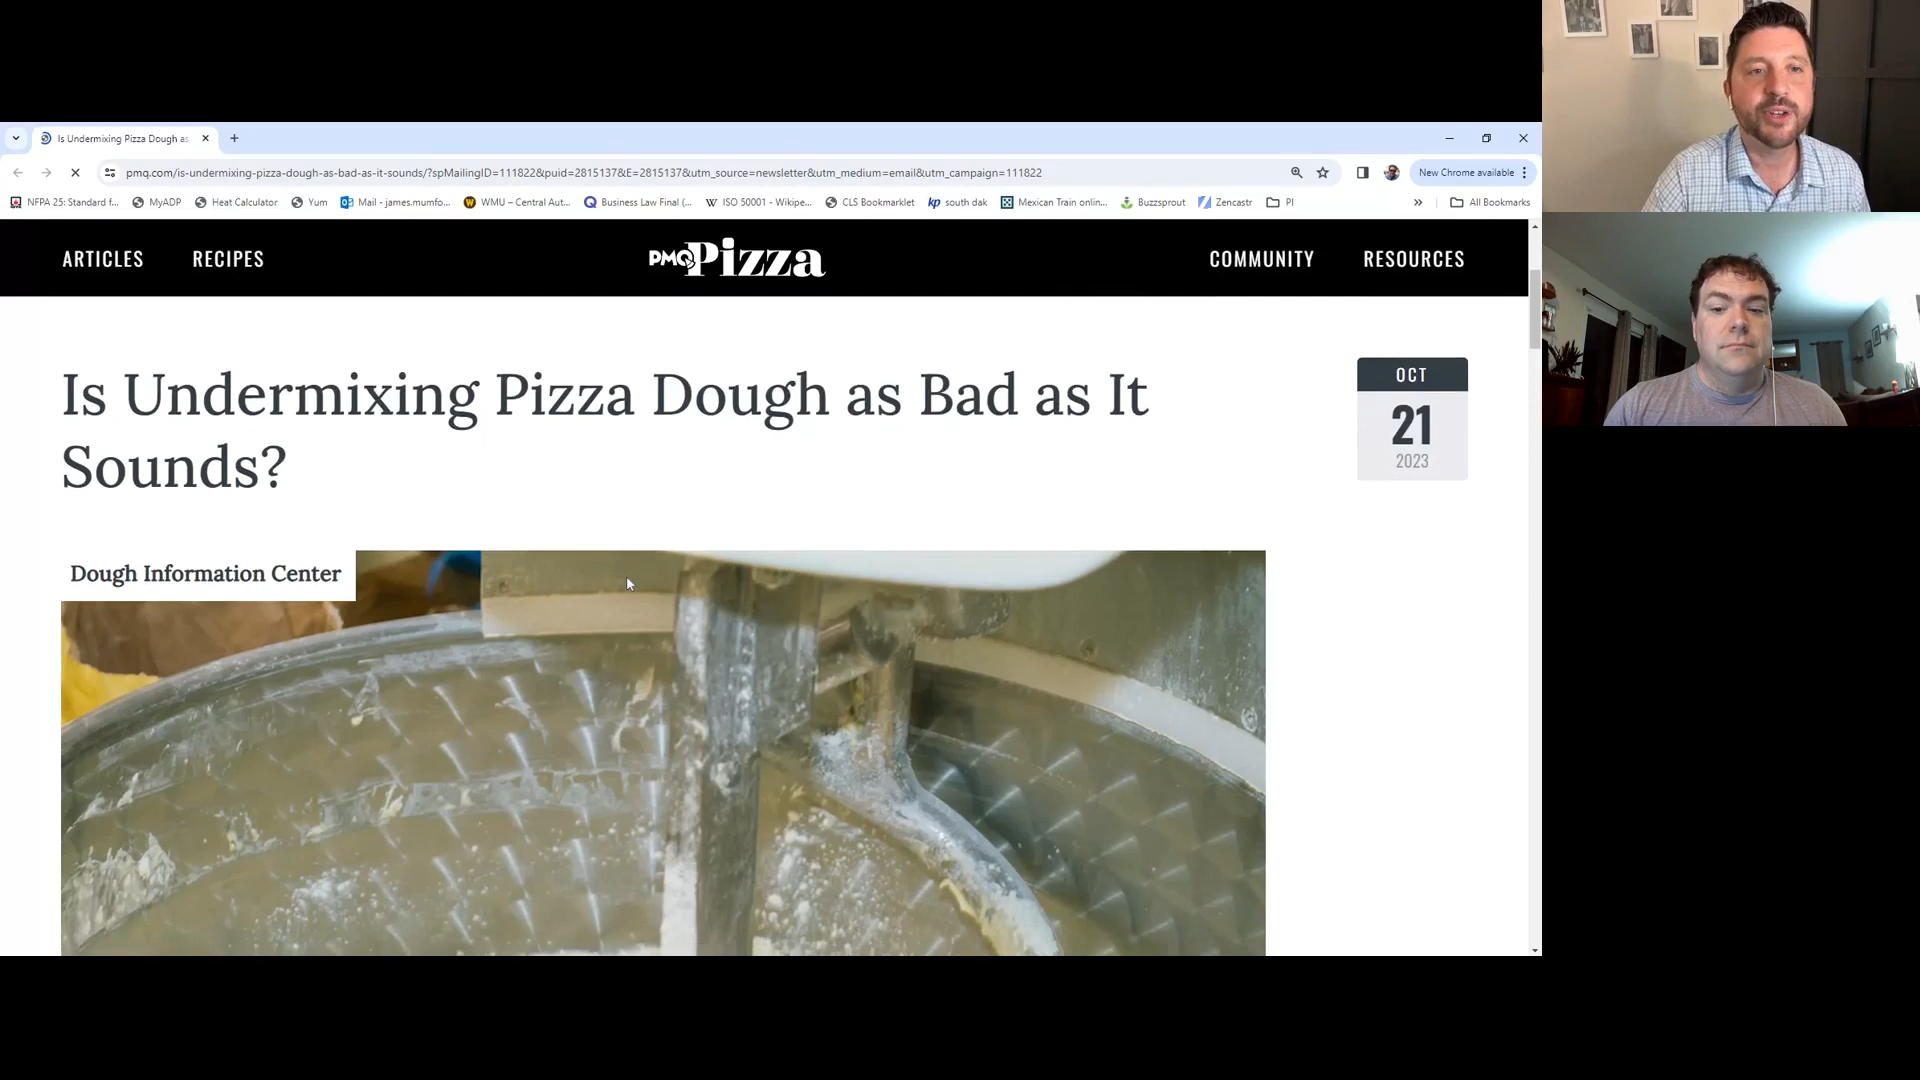 Is Undermixing Pizza Dough as
pmq.com/is-undermixing-pizza-dough-as-bad-as-it-sounds/?spMailingID=111822&puid=2815137&E=2815137&utm_source=newsletter&utm_medium=email&utm_campaign=111822
New Chrome available
NFPA 25: Standard f... MyADP Heat Calculator Yum Mail - james.mumfo... WMU – Central Aut... Business Law Final (... ISO 50001 - Wikipe... CLS Bookmarklet kp south dak Mexican Train onlin... Buzzsprout Zencastr PI » All Bookmarks
ARTICLES RECIPES PMQ Pizza COMMUNITY RESOURCES
Is Undermixing Pizza Dough as Bad as It
Sounds?
OCT
21
2023
Dough Information Center